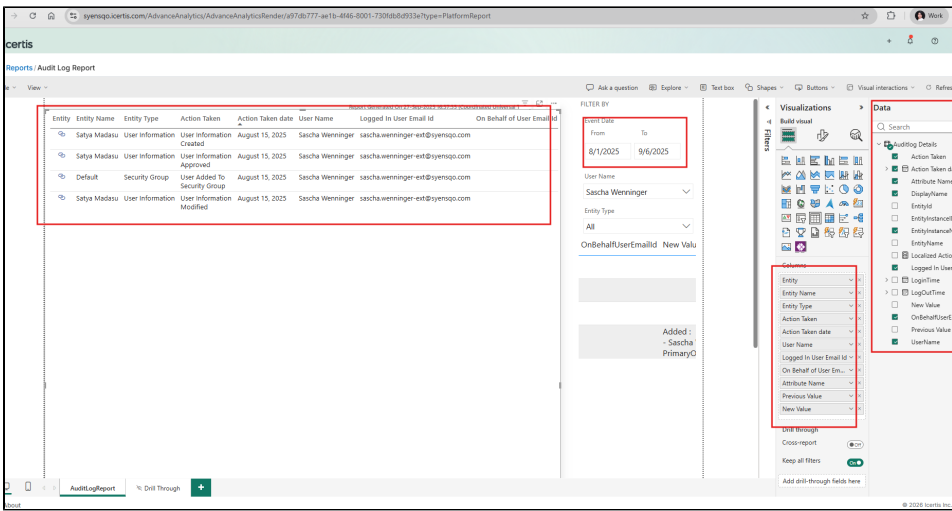 syensqo.icertis.com/AdvanceAnalytics/AdvanceAnalyticsRender/a97db777-ae1b-4f46-8001-730fdb8d933e?type=PlatformReport
Work
icertis
Reports / Audit Log Report
View
Ask a question
Explore
Text box
Shapes
Buttons
Visual interactions
Refres
Entity Entity Name Entity Type Action Taken Action Taken date User Name Logged In User Email Id On Behalf of User Email Id
Satya Madasu User Information User Information Created August 15, 2025 Sascha Wenninger sascha.wenninger-ext@syensqo.com
Satya Madasu User Information User Information Approved August 15, 2025 Sascha Wenninger sascha.wenninger-ext@syensqo.com
Default Security Group User Added To Security Group August 15, 2025 Sascha Wenninger sascha.wenninger-ext@syensqo.com
Satya Madasu User Information User Information Modified August 15, 2025 Sascha Wenninger sascha.wenninger-ext@syensqo.com
FILTER BY
Event Date
From To
8/1/2025 9/6/2025
User Name
Sascha Wenninger
Entity Type
All
OnBehalfUserEmailId New Valu
Added :
- Sascha
PrimaryO
Filters
Visualizations
Build visual
Columns
Entity
Entity Name
Entity Type
Action Taken
Action Taken date
User Name
Logged In User Email Id
On Behalf of User Em...
Attribute Name
Previous Value
New Value
Drill through
Cross-report
Off
Keep all filters
On
Add drill-through fields here
Data
Search
Auditlog Details
Action Taken
Action Taken d
Attribute Name
DisplayName
EntityId
EntityInstanceI
EntityInstanceN
EntityName
Localized Actio
Logged In User
LoginTime
LogOutTime
New Value
OnBehalfUserE
Previous Value
UserName
AuditLogReport
Drill Through
About
© 2026 Icertis Inc.